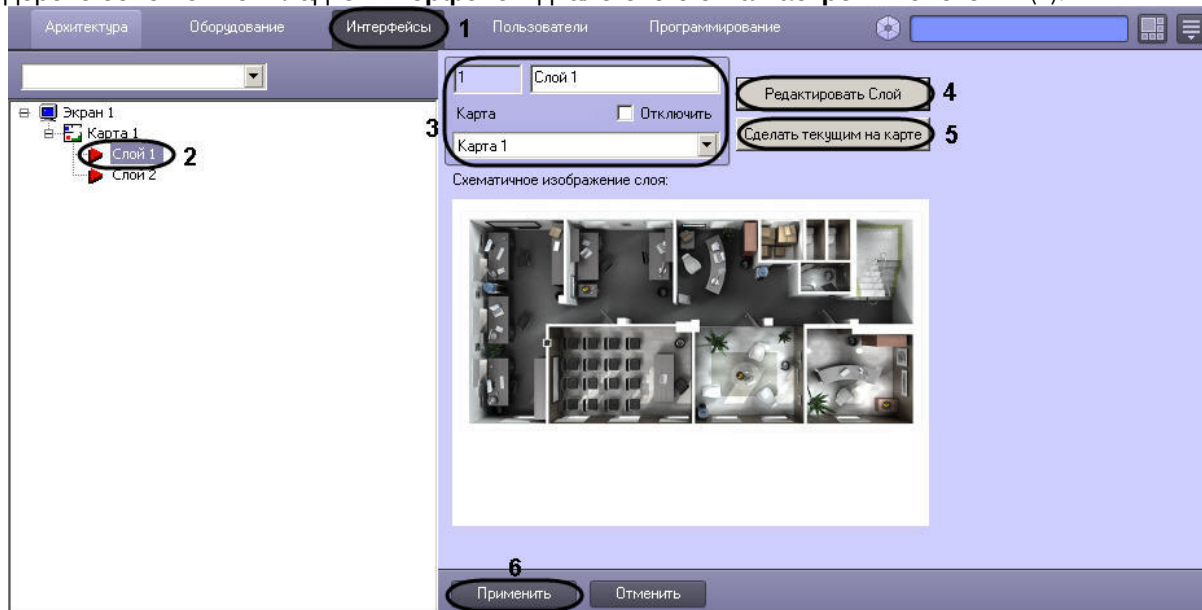 Архитектура Оборудование Интерфейсы 1 Пользователи Программирование
1 Слой 1
Редактировать Слой 4
Экран 1
Карта Отключить
3
Карта 1
Сделать текущим на карте 5
Слой 1 2
Карта 1
Слой 2
Схематичное изображение слоя:
6
Применить Отменить